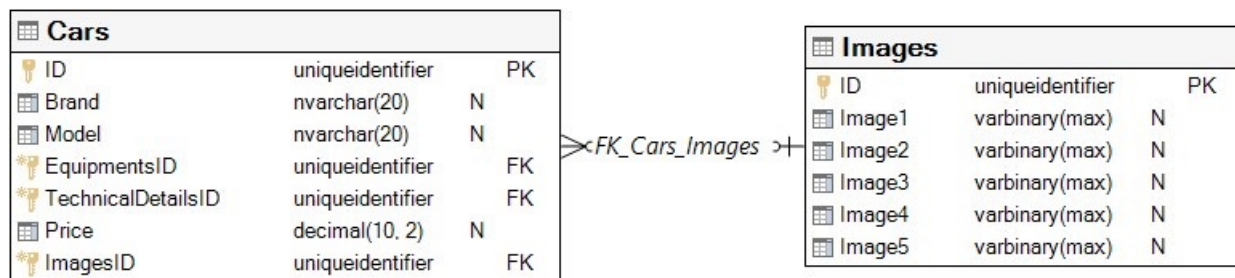 Cars
ID uniqueidentifier PK
Brand nvarchar(20) N
Model nvarchar(20) N
EquipmentsID uniqueidentifier FK
TechnicalDetailsID uniqueidentifier FK
Price decimal(10, 2) N
ImagesID uniqueidentifier FK
FK_Cars_Images
Images
ID uniqueidentifier PK
Image1 varbinary(max) N
Image2 varbinary(max) N
Image3 varbinary(max) N
Image4 varbinary(max) N
Image5 varbinary(max) N